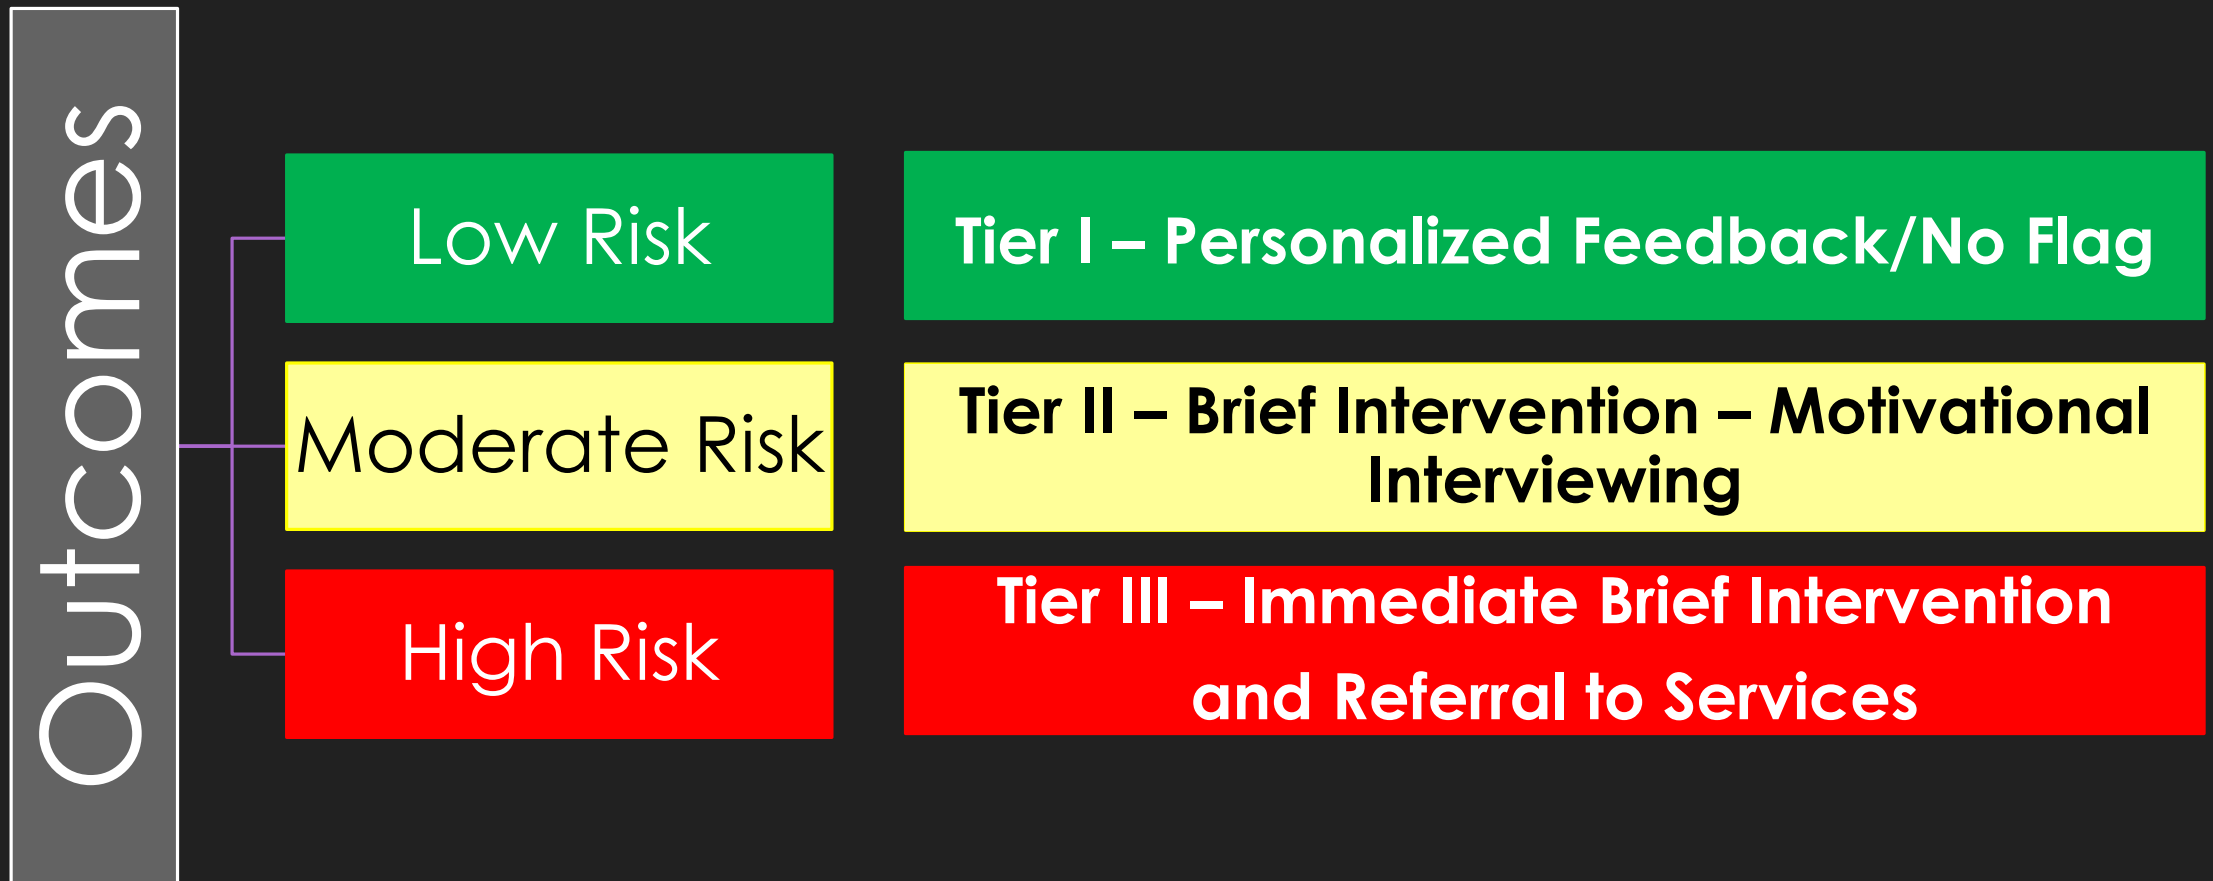 Outcomes
Low Risk
Tier I – Personalized Feedback/No Flag
Moderate Risk
Tier II – Brief Intervention – Motivational
Interviewing
High Risk
Tier III – Immediate Brief Intervention
and Referral to Services